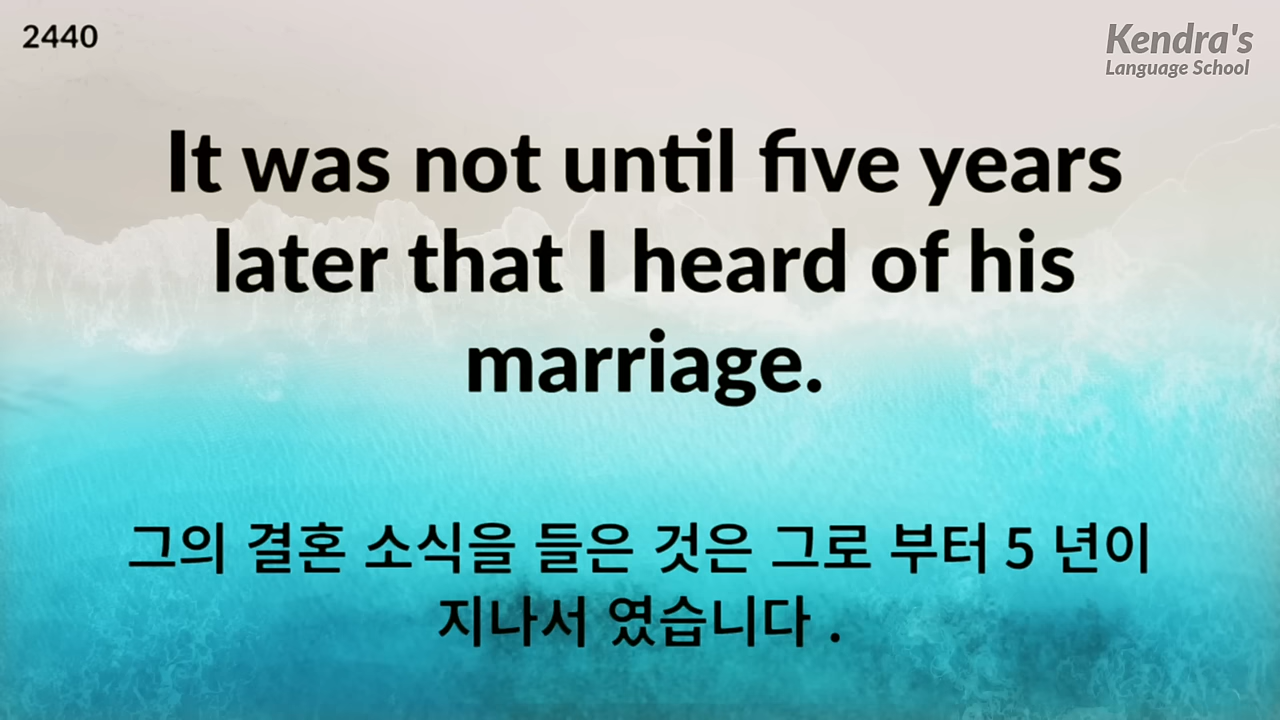 2440
Kendra's
Language School
It was not until five years
later that I heard of his
marriage.
그의 결혼 소식을 들은 것은 그로 부터 5 년이
지나서 였습니다 .